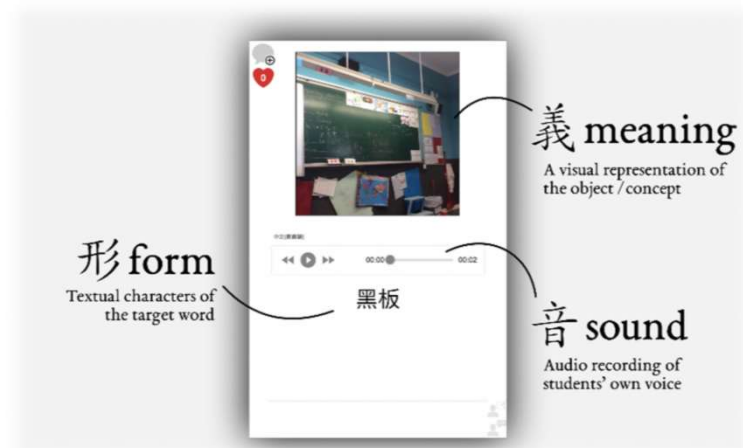 0
義 meaning
A visual representation of
the object / concept
形 form
Textual characters of
the target word
00:00
00:02
黑板
音 sound
Audio recording of
students' own voice